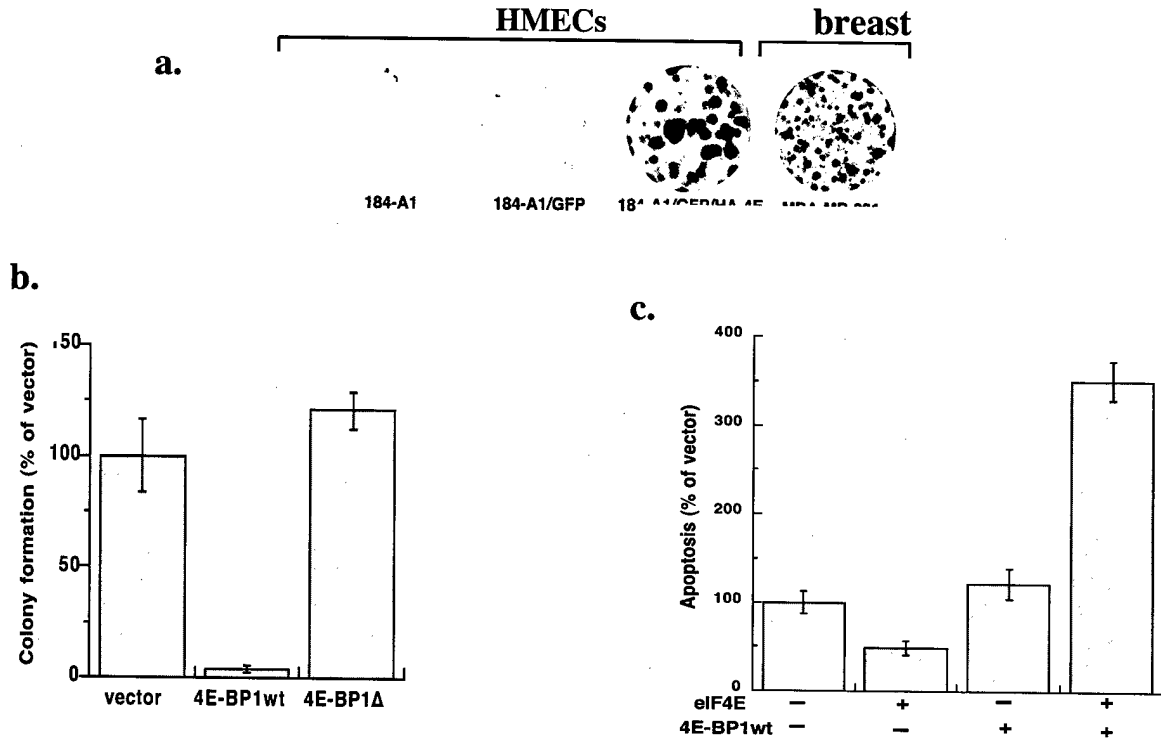 HMECs
breast
a.
184-A1
184-A1/GFP
b.
c.
Colony formation (% of vector)
100
50
0
vector
4E-BP1wt
4E-BP1Δ
Apoptosis (% of vector)
400
300
200
100
0
eIF4E − + − +
4E-BP1wt − − + +